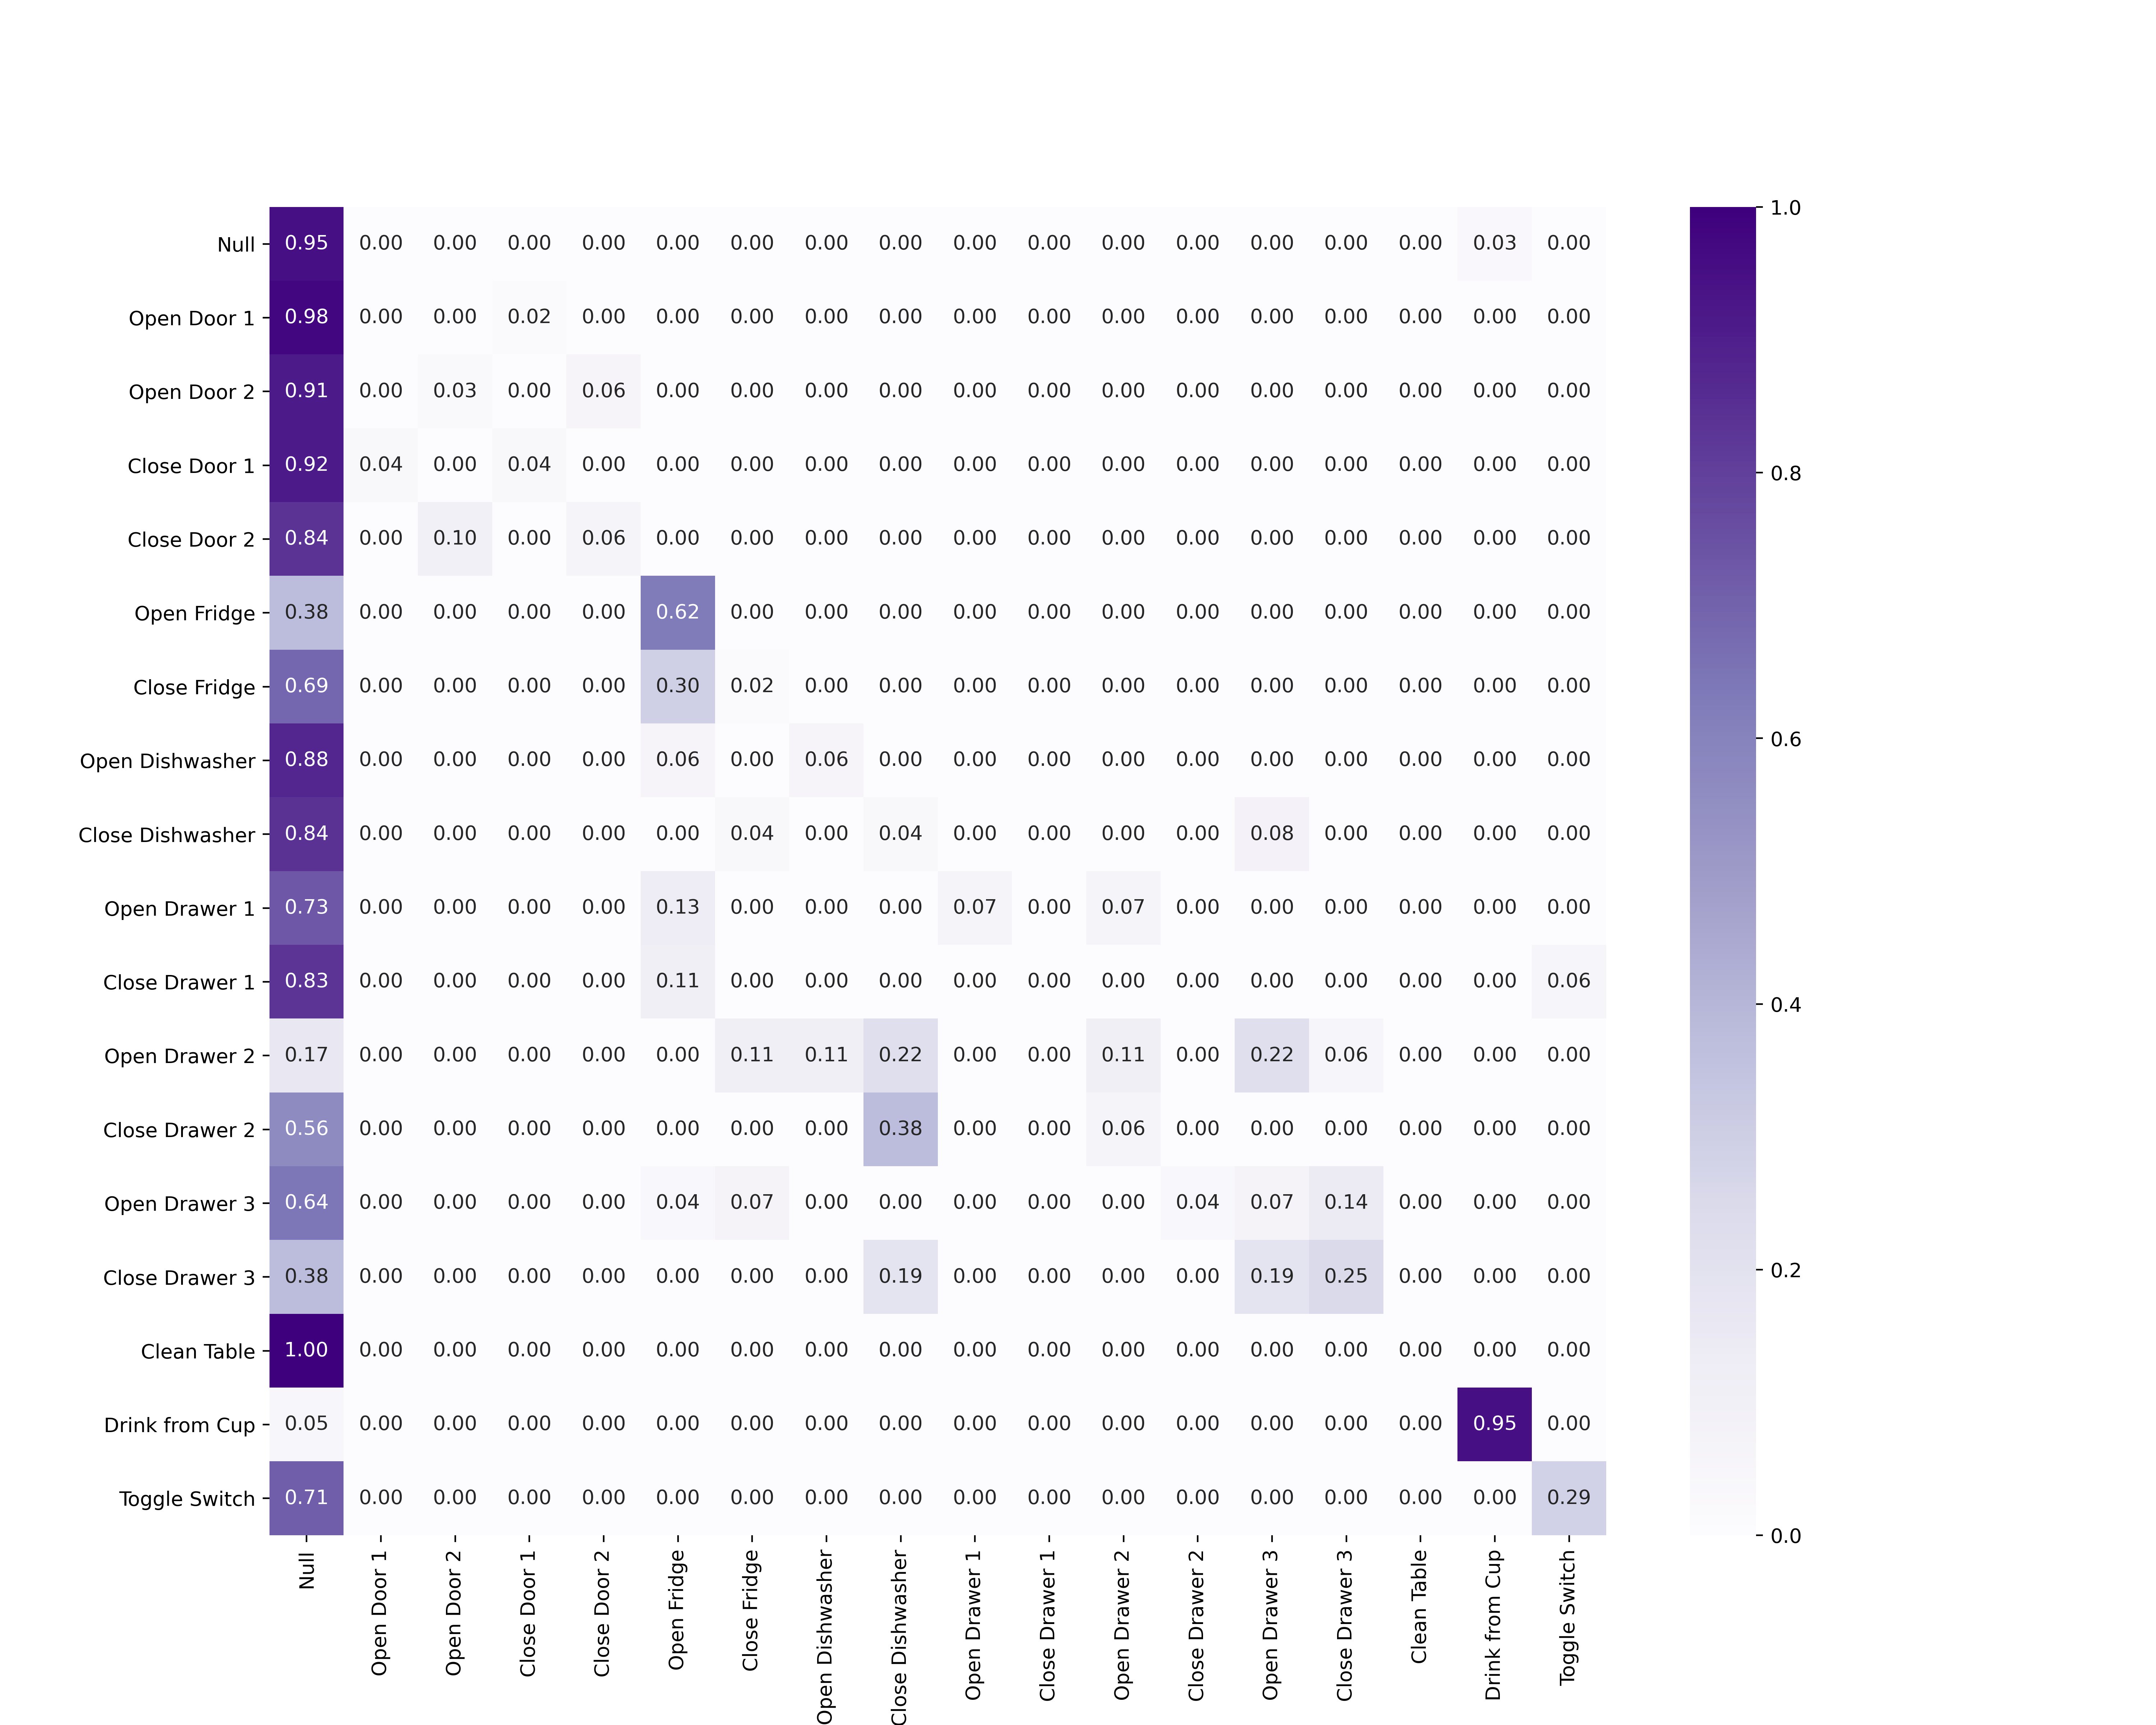 Null 0.95 0.00 0.00 0.00 0.00 0.00 0.00 0.00 0.00 0.00 0.00 0.00 0.00 0.00 0.00 0.00 0.03 0.00
Open Door 1 0.98 0.00 0.00 0.02 0.00 0.00 0.00 0.00 0.00 0.00 0.00 0.00 0.00 0.00 0.00 0.00 0.00 0.00
Open Door 2 0.91 0.00 0.03 0.00 0.06 0.00 0.00 0.00 0.00 0.00 0.00 0.00 0.00 0.00 0.00 0.00 0.00 0.00
Close Door 1 0.92 0.04 0.00 0.04 0.00 0.00 0.00 0.00 0.00 0.00 0.00 0.00 0.00 0.00 0.00 0.00 0.00 0.00
Close Door 2 0.84 0.00 0.10 0.00 0.06 0.00 0.00 0.00 0.00 0.00 0.00 0.00 0.00 0.00 0.00 0.00 0.00 0.00
Open Fridge 0.38 0.00 0.00 0.00 0.00 0.62 0.00 0.00 0.00 0.00 0.00 0.00 0.00 0.00 0.00 0.00 0.00 0.00
Close Fridge 0.69 0.00 0.00 0.00 0.00 0.30 0.02 0.00 0.00 0.00 0.00 0.00 0.00 0.00 0.00 0.00 0.00 0.00
Open Dishwasher 0.88 0.00 0.00 0.00 0.00 0.06 0.00 0.06 0.00 0.00 0.00 0.00 0.00 0.00 0.00 0.00 0.00 0.00
Close Dishwasher 0.84 0.00 0.00 0.00 0.00 0.00 0.04 0.00 0.04 0.00 0.00 0.00 0.00 0.08 0.00 0.00 0.00 0.00
Open Drawer 1 0.73 0.00 0.00 0.00 0.00 0.13 0.00 0.00 0.00 0.07 0.00 0.07 0.00 0.00 0.00 0.00 0.00 0.00
Close Drawer 1 0.83 0.00 0.00 0.00 0.00 0.11 0.00 0.00 0.00 0.00 0.00 0.00 0.00 0.00 0.00 0.00 0.00 0.06
Open Drawer 2 0.17 0.00 0.00 0.00 0.00 0.00 0.11 0.11 0.22 0.00 0.00 0.11 0.00 0.22 0.06 0.00 0.00 0.00
Close Drawer 2 0.56 0.00 0.00 0.00 0.00 0.00 0.00 0.00 0.38 0.00 0.00 0.06 0.00 0.00 0.00 0.00 0.00 0.00
Open Drawer 3 0.64 0.00 0.00 0.00 0.00 0.04 0.07 0.00 0.00 0.00 0.00 0.00 0.04 0.07 0.14 0.00 0.00 0.00
Close Drawer 3 0.38 0.00 0.00 0.00 0.00 0.00 0.00 0.00 0.19 0.00 0.00 0.00 0.00 0.19 0.25 0.00 0.00 0.00
Clean Table 1.00 0.00 0.00 0.00 0.00 0.00 0.00 0.00 0.00 0.00 0.00 0.00 0.00 0.00 0.00 0.00 0.00 0.00
Drink from Cup 0.05 0.00 0.00 0.00 0.00 0.00 0.00 0.00 0.00 0.00 0.00 0.00 0.00 0.00 0.00 0.00 0.95 0.00
Toggle Switch 0.71 0.00 0.00 0.00 0.00 0.00 0.00 0.00 0.00 0.00 0.00 0.00 0.00 0.00 0.00 0.00 0.00 0.29
Null
Open Door 1
Open Door 2
Close Door 1
Close Door 2
Open Fridge
Close Fridge
Open Dishwasher
Close Dishwasher
Open Drawer 1
Close Drawer 1
Open Drawer 2
Close Drawer 2
Open Drawer 3
Close Drawer 3
Clean Table
Drink from Cup
Toggle Switch
1.0
0.8
0.6
0.4
0.2
0.0